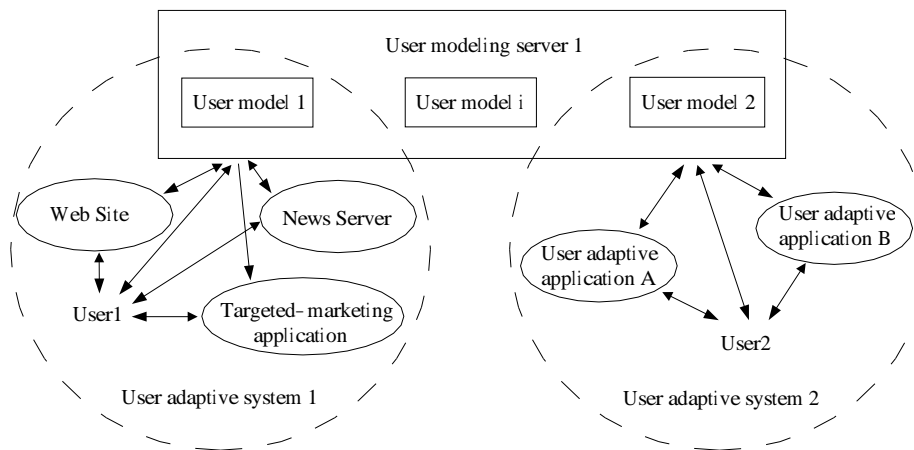 User modeling server 1
User model 1
User model i
User model 2
Web Site
News Server
User adaptive
application B
User adaptive
application A
User1
Targeted-marketing
application
User2
User adaptive system 1
User adaptive system 2